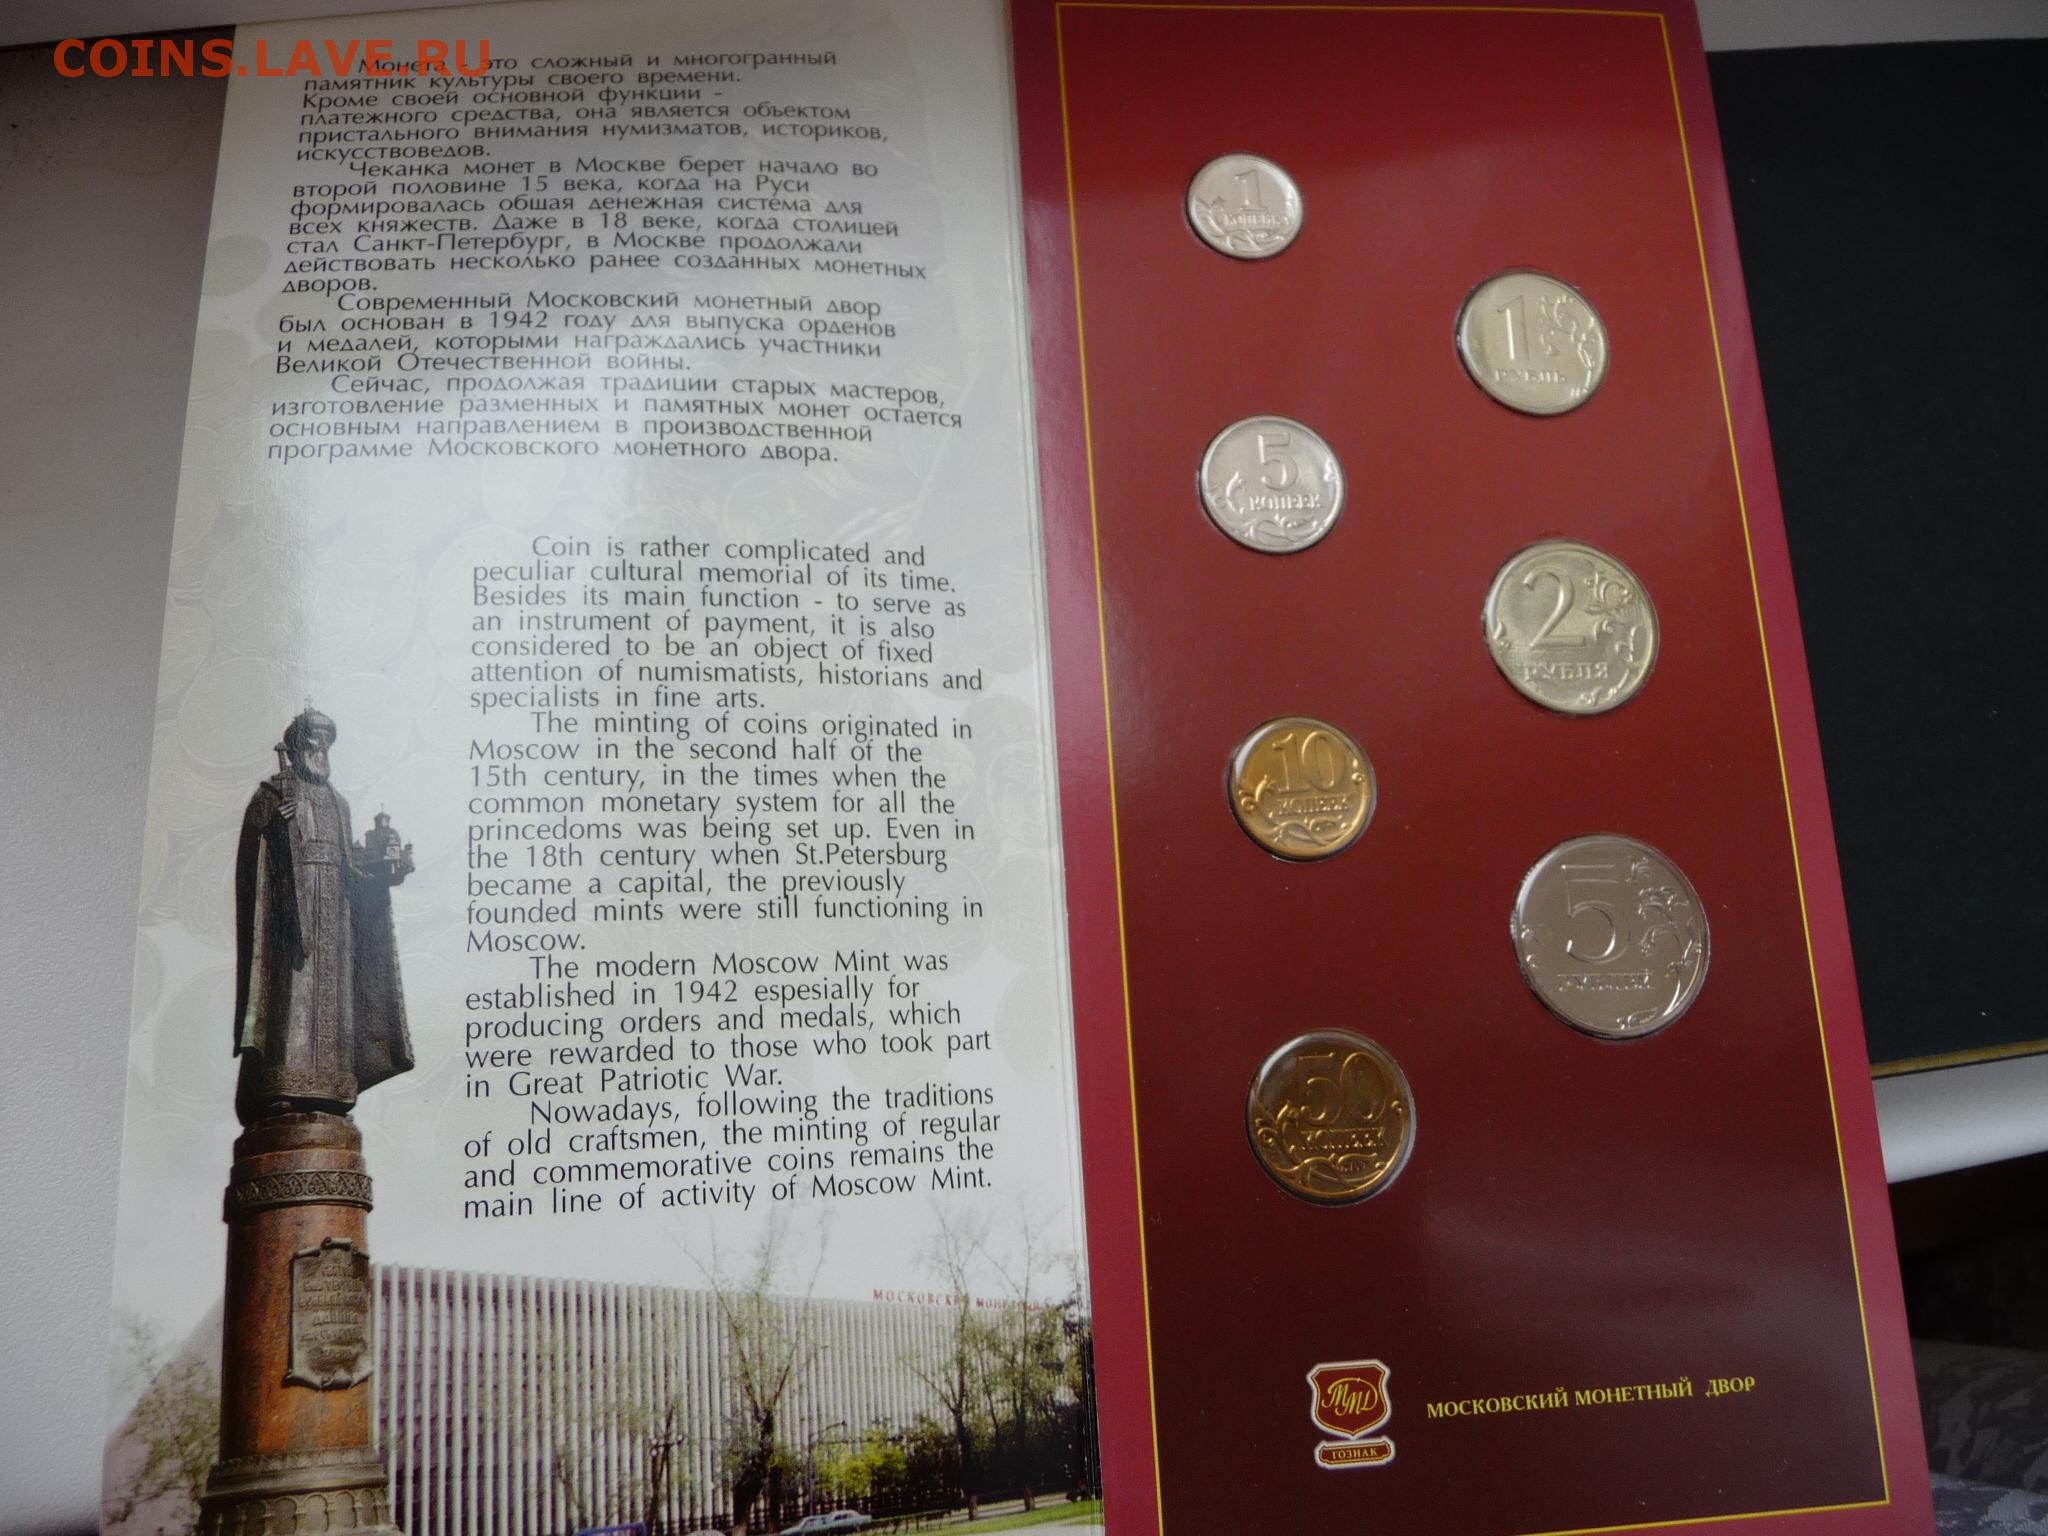 COINS.LAVE.RU
Монета - это сложный и многогранный
памятник культуры своего времени.
Кроме своей основной функции -
платежного средства, она является объектом
пристального внимания нумизматов, историков,
искусствоведов.
Чеканка монет в Москве берет начало во
второй половине 15 века, когда на Руси
формировалась общая денежная система для
всех княжеств. Даже в 18 веке, когда столицей
стал Санкт-Петербург, в Москве продолжали
действовать несколько ранее созданных монетных
дворов.
Современный Московский монетный двор
был основан в 1942 году для выпуска орденов
и медалей, которыми награждались участники
Великой Отечественной войны.
Сейчас, продолжая традиции старых мастеров,
изготовление разменных и памятных монет остается
основным направлением в производственной
программе Московского монетного двора.
Coin is rather complicated and
peculiar cultural memorial of its time.
Besides its main function - to serve as
an instrument of payment, it is also
considered to be an object of fixed
attention of numismatists, historians and
specialists in fine arts.
The minting of coins originated in
Moscow in the second half of the
15th century, in the times when the
common monetary system for all the
princedoms was being set up. Even in
the 18th century when St.Petersburg
became a capital, the previously
founded mints were still functioning in
Moscow.
The modern Moscow Mint was
established in 1942 espesially for
producing orders and medals, which
were rewarded to those who took part
in Great Patriotic War.
Nowadays, following the traditions
of old craftsmen, the minting of regular
and commemorative coins remains the
main line of activity of Moscow Mint.
МОСКОВСКИЙ МОНЕТНЫЙ
1
КОПЕЙКА
1
РУБЛЬ
5
КОПЕЕК
2
РУБЛЯ
10
КОПЕЕК
5
РУБЛЕЙ
50
КОПЕЕК
ММД
ГОЗНАК
МОСКОВСКИЙ МОНЕТНЫЙ ДВОР